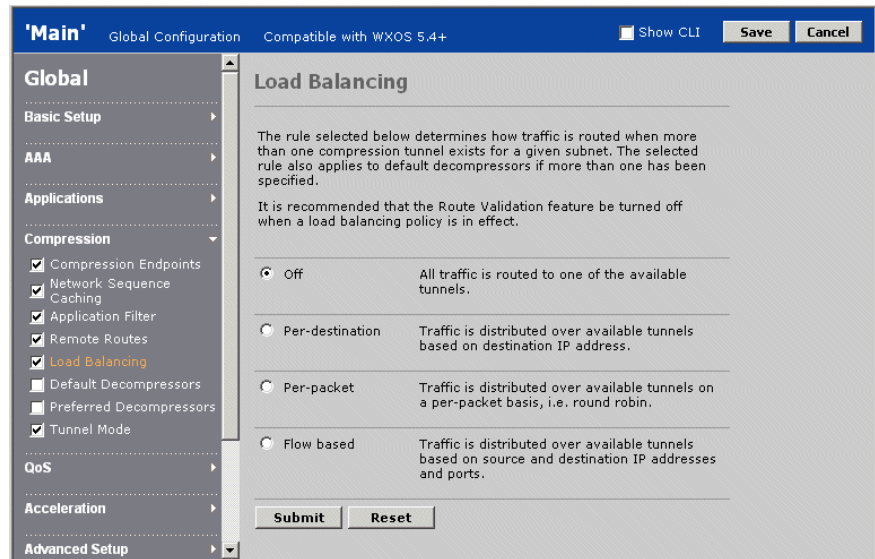 'Main' Global Configuration Compatible with WXOS 5.4+ Show CLI Save Cancel
Global
Basic Setup
AAA
Applications
Compression
Compression Endpoints
Network Sequence
Caching
Application Filter
Remote Routes
Load Balancing
Default Decompressors
Preferred Decompressors
Tunnel Mode
QoS
Acceleration
Advanced Setup
Load Balancing
The rule selected below determines how traffic is routed when more
than one compression tunnel exists for a given subnet. The selected
rule also applies to default decompressors if more than one has been
specified.
It is recommended that the Route Validation feature be turned off
when a load balancing policy is in effect.
Off All traffic is routed to one of the available
tunnels.
Per-destination Traffic is distributed over available tunnels
based on destination IP address.
Per-packet Traffic is distributed over available tunnels on
a per-packet basis, i.e. round robin.
Flow based Traffic is distributed over available tunnels
based on source and destination IP addresses
and ports.
Submit Reset